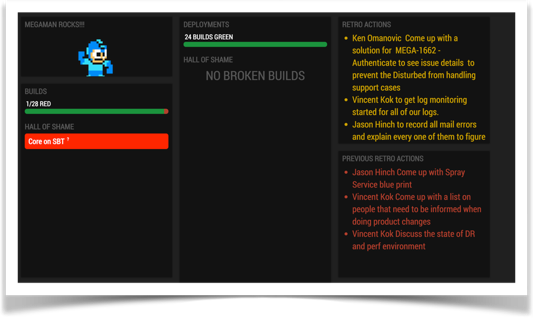 MEGAMAN ROCKS!!!
BUILDS
1/28 RED
HALL OF SHAME
Core on SBT ?
DEPLOYMENTS
24 BUILDS GREEN
HALL OF SHAME
NO BROKEN BUILDS
RETRO ACTIONS
Ken Omanovic Come up with a
solution for MEGA-1662 -
Authenticate to see issue details to
prevent the Disturbed from handling
support cases
Vincent Kok to get log monitoring
started for all of our logs.
Jason Hinch to record all mail errors
and explain every one of them to figure
PREVIOUS RETRO ACTIONS
Jason Hinch Come up with Spray
Service blue print
Vincent Kok Come up with a list on
people that need to be informed when
doing product changes
Vincent Kok Discuss the state of DR
and perf environment